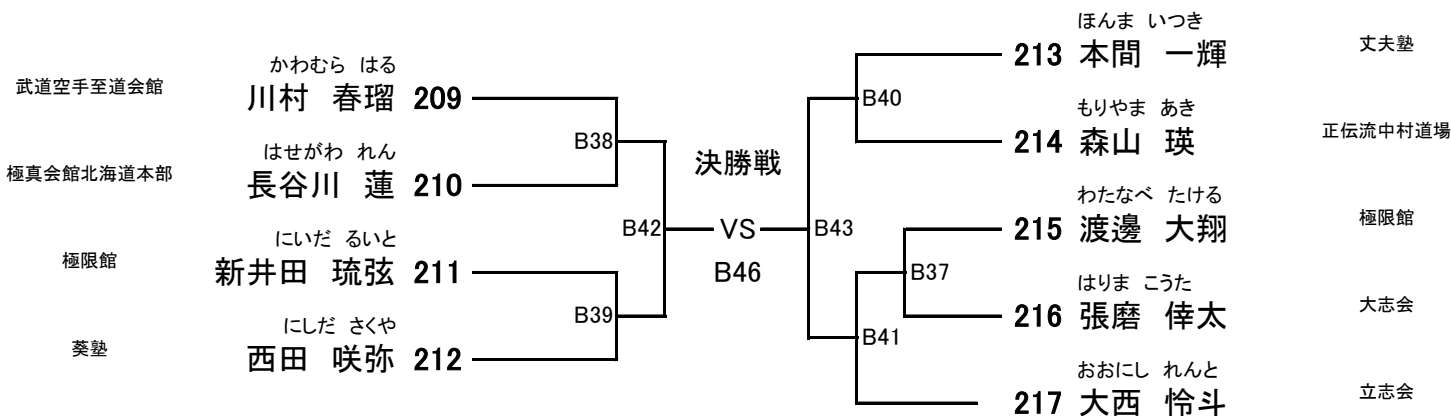 武道空手至道会館
かわむら はる
川村 春瑠 209
極真会館北海道本部
はせがわ れん
長谷川 蓮 210
極限館
にいだ るいと
新井田 琉弦 211
葵塾
にしだ さくや
西田 咲弥 212
B38
B39
B42
決勝戦
VS
B46
B43
B40
B37
B41
ほんま いつき
213 本間 一輝
丈夫塾
もりやま あき
214 森山 瑛
正伝流中村道場
わたなべ たける
215 渡邊 大翔
極限館
はりま こうた
216 張磨 倖太
大志会
おおにし れんと
217 大西 怜斗
立志会